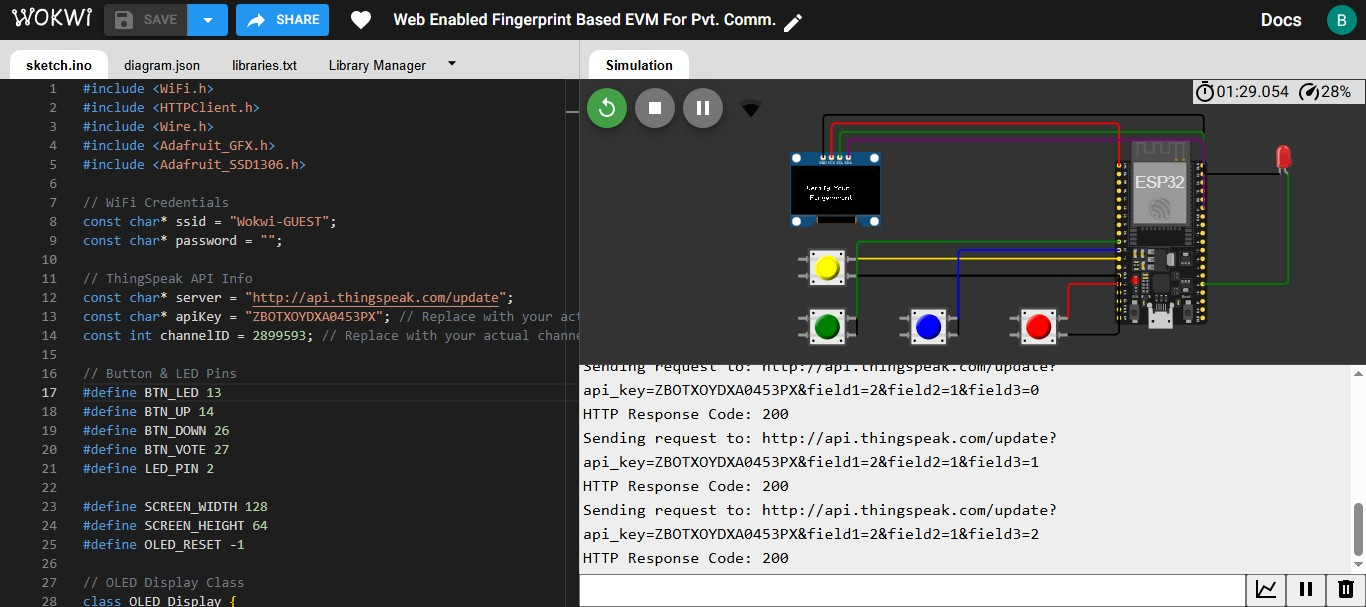 WOKWI
SAVE
SHARE
Web Enabled Fingerprint Based EVM For Pvt. Comm.
Docs
B
sketch.ino
diagram.json
libraries.txt
Library Manager
Simulation
1 #include <WiFi.h>
2 #include <HTTPClient.h>
3 #include <Wire.h>
4 #include <Adafruit_GFX.h>
5 #include <Adafruit_SSD1306.h>
6
7 // WiFi Credentials
8 const char* ssid = "Wokwi-GUEST";
9 const char* password = "";
10
11 // ThingSpeak API Info
12 const char* server = "http://api.thingspeak.com/update";
13 const char* apiKey = "ZBOTXOYDXA0453PX"; // Replace with your act
14 const int channelID = 2899593; // Replace with your actual channe
15
16 // Button & LED Pins
17 #define BTN_LED 13
18 #define BTN_UP 14
19 #define BTN_DOWN 26
20 #define BTN_VOTE 27
21 #define LED_PIN 2
22
23 #define SCREEN_WIDTH 128
24 #define SCREEN_HEIGHT 64
25 #define OLED_RESET -1
26
27 // OLED Display Class
28 class OLED_Display {
01:29.054
28%
Verify Your
Fingerprint
ESP32
Sending request to: http://api.thingspeak.com/update?
api_key=ZBOTXOYDXA0453PX&field1=2&field2=1&field3=0
HTTP Response Code: 200
Sending request to: http://api.thingspeak.com/update?
api_key=ZBOTXOYDXA0453PX&field1=2&field2=1&field3=1
HTTP Response Code: 200
Sending request to: http://api.thingspeak.com/update?
api_key=ZBOTXOYDXA0453PX&field1=2&field2=1&field3=2
HTTP Response Code: 200